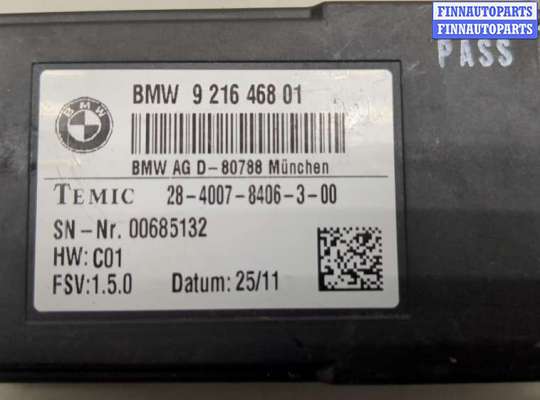 FINNAUTOPARTS
FINNAUTOPARTS
PASS
BMW
BMW 9 216 468 01
BMW AG D-80788 München
TEMIC 28-4007-8406-3-00
SN-Nr. 00685132
HW: C01
FSV:1.5.0 Datum: 25/11